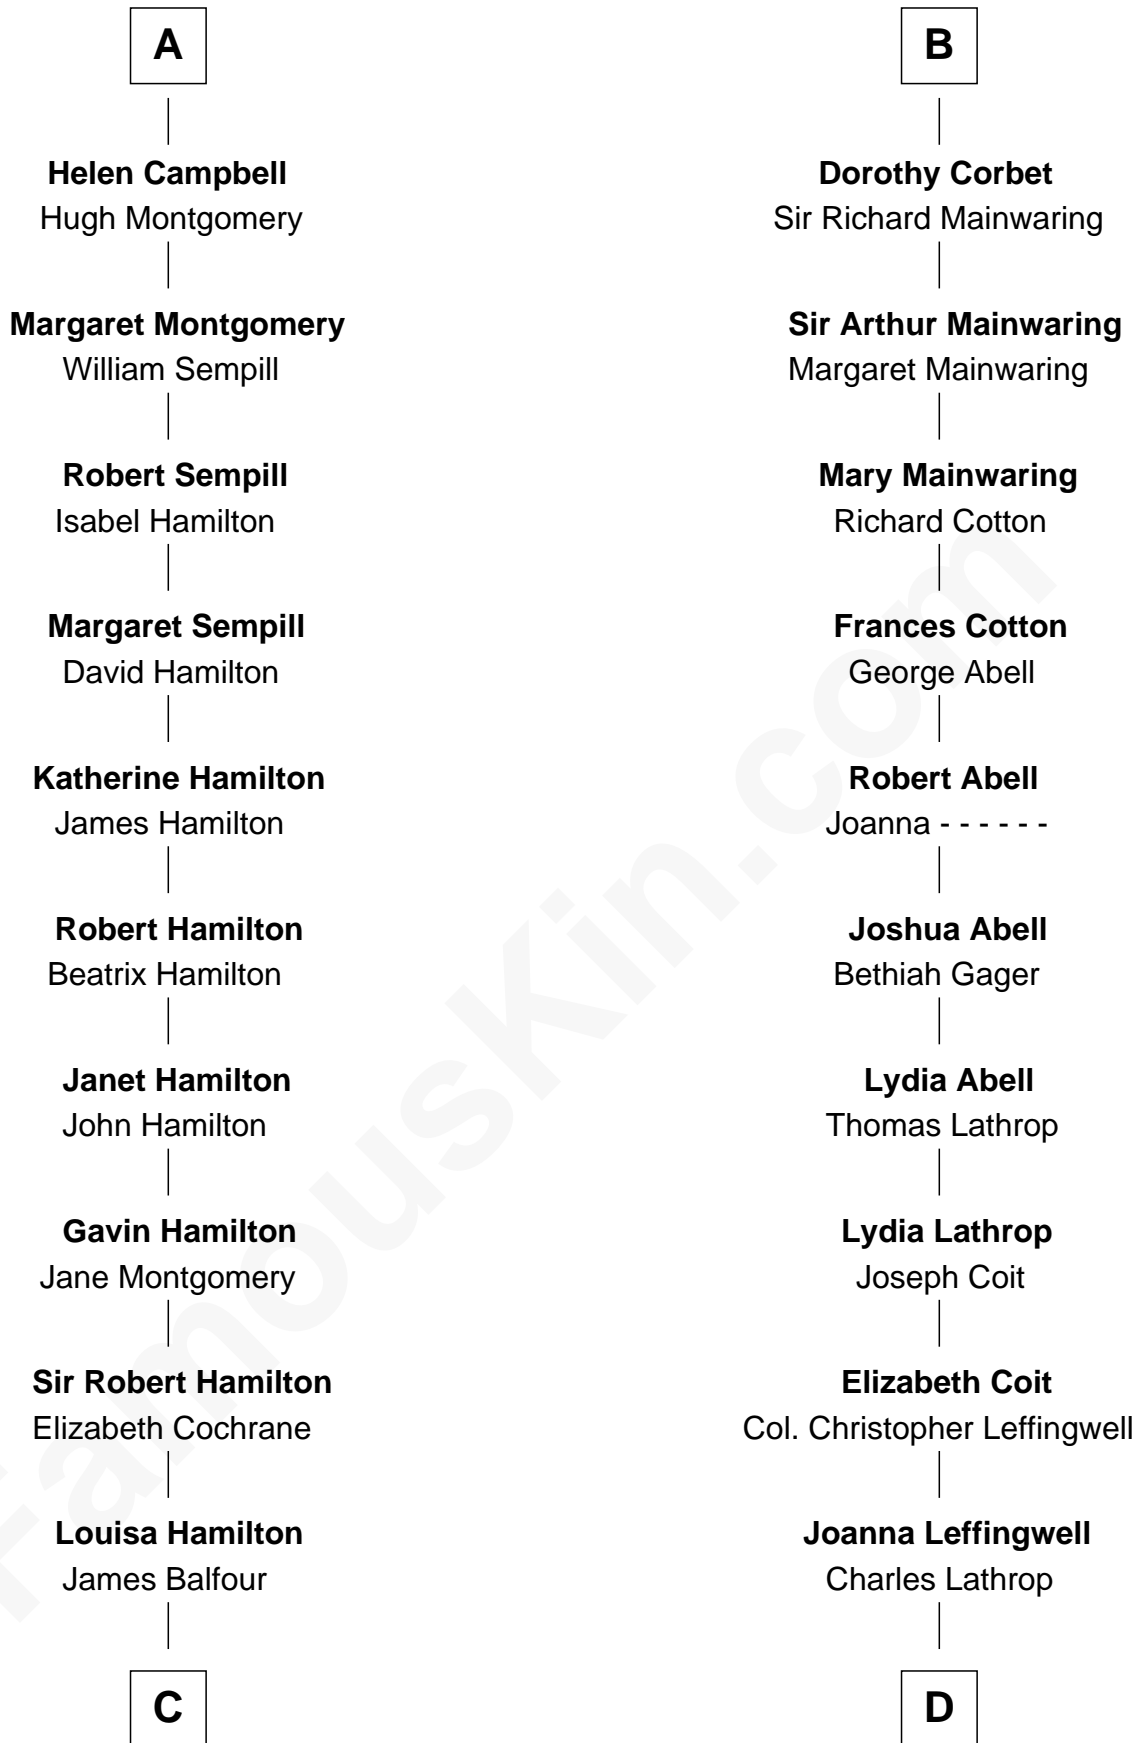 A
Helen Campbell
Hugh Montgomery
Margaret Montgomery
William Sempill
Robert Sempill
Isabel Hamilton
Margaret Sempill
David Hamilton
Katherine Hamilton
James Hamilton
Robert Hamilton
Beatrix Hamilton
Janet Hamilton
John Hamilton
Gavin Hamilton
Jane Montgomery
Sir Robert Hamilton
Elizabeth Cochrane
Louisa Hamilton
James Balfour
C
B
Dorothy Corbet
Sir Richard Mainwaring
Sir Arthur Mainwaring
Margaret Mainwaring
Mary Mainwaring
Richard Cotton
Frances Cotton
George Abell
Robert Abell
Joanna - - - - - -
Joshua Abell
Bethiah Gager
Lydia Abell
Thomas Lathrop
Lydia Lathrop
Joseph Coit
Elizabeth Coit
Col. Christopher Leffingwell
Joanna Leffingwell
Charles Lathrop
D
FamousKin.com